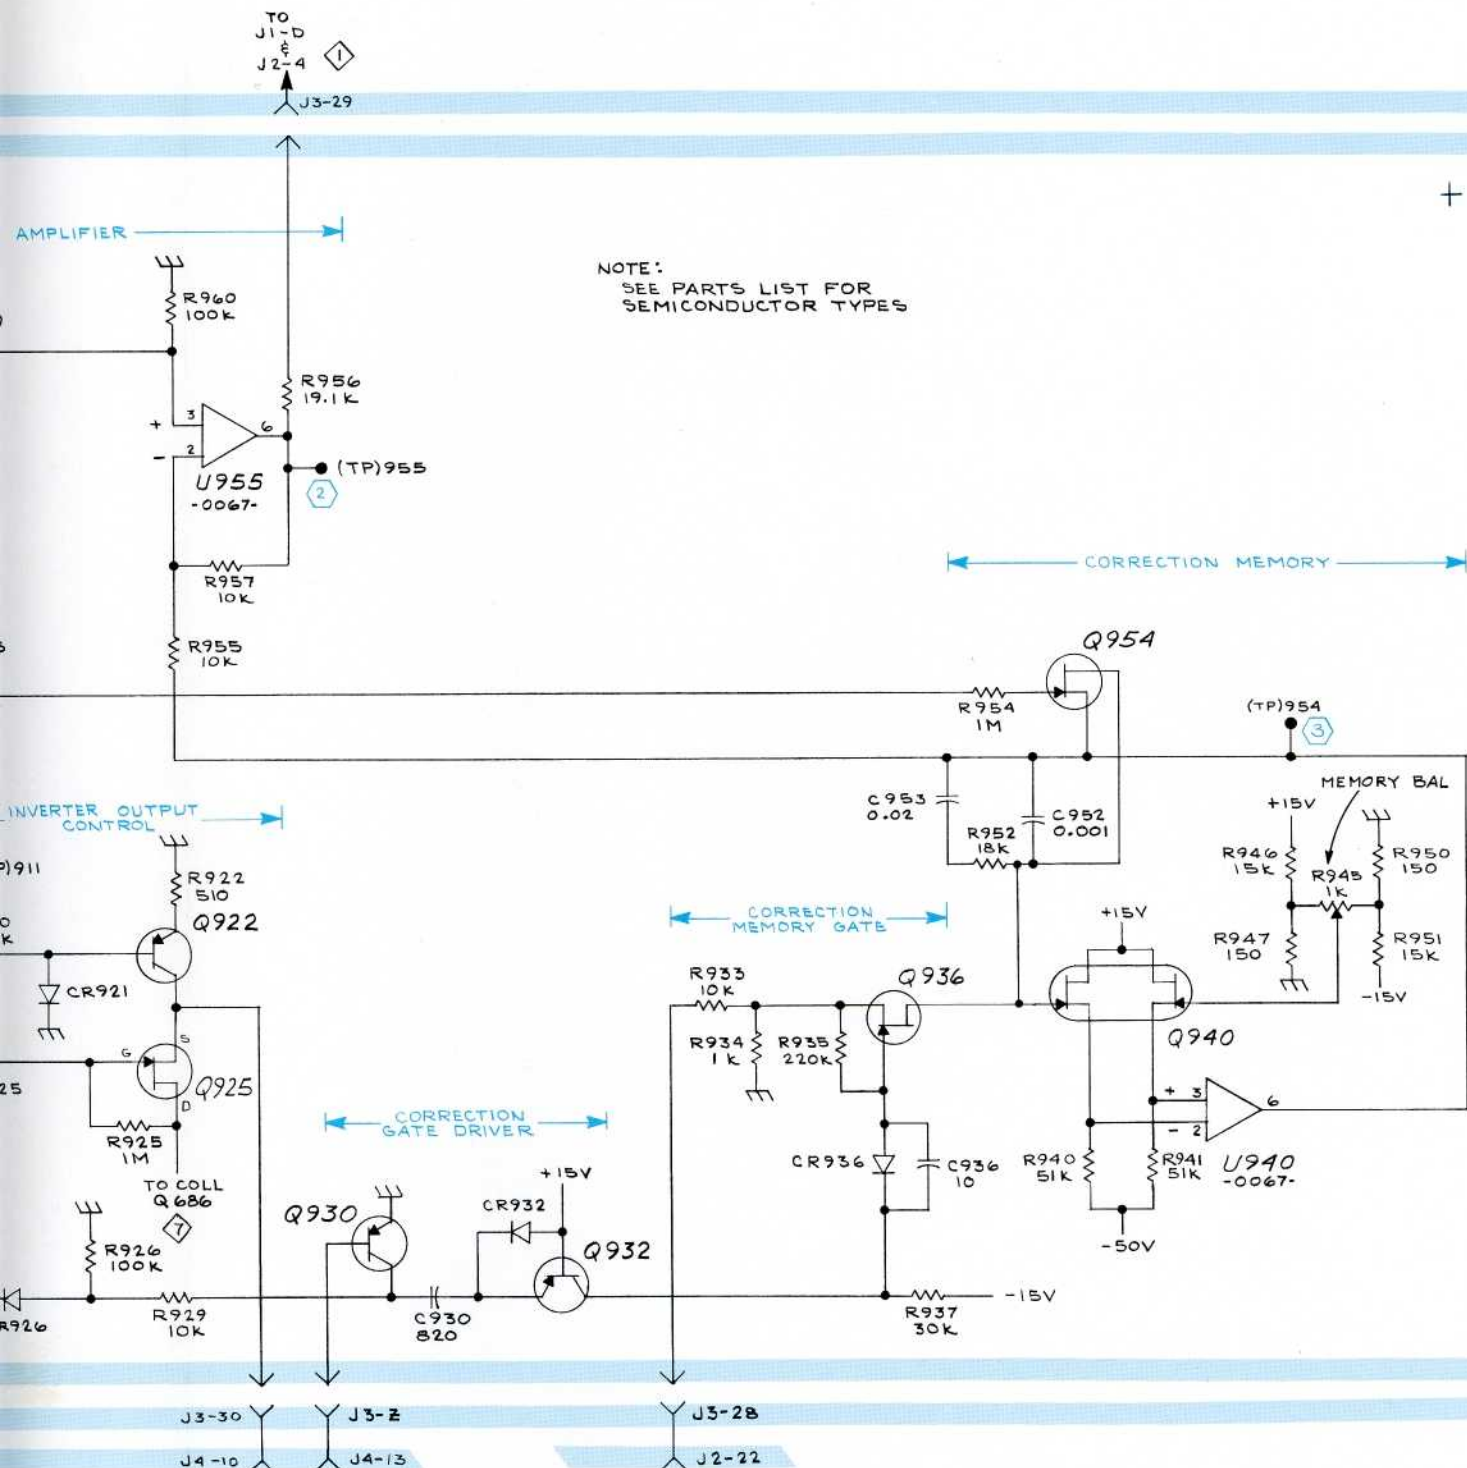 TO
J1-D
&
J2-4
1
J3-29
AMPLIFIER
R960
100K
NOTE:
SEE PARTS LIST FOR
SEMICONDUCTOR TYPES
R956
19.1K
+
3
6
-
2
(TP)955
2
U955
-0067-
R957
10K
R955
10K
CORRECTION MEMORY
Q954
R954
1M
(TP)954
3
MEMORY BAL
C953
0.02
C952
0.001
R952
18K
+15V
R946
15K
R945
1K
R950
150
R947
150
R951
15K
-15V
INVERTER OUTPUT
CONTROL
P)911
R922
510
Q922
K
CR921
G
S
D
Q925
25
R925
1M
TO COLL
Q686
7
R926
100K
R926
R929
10K
CORRECTION
MEMORY GATE
R933
10K
Q936
R934
1K
R935
220K
+15V
Q940
+
3
-
2
6
U940
-0067-
R940
51K
R941
51K
-50V
CR936
C936
10
R937
30K
-15V
CORRECTION
GATE DRIVER
+15V
CR932
Q930
Q932
C930
820
J3-30
J3-Z
J3-28
J4-10
J4-13
J2-22